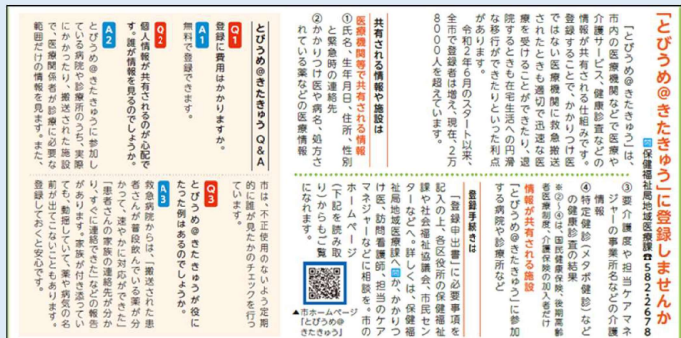 「とびうめ@きたきゅう」に登録しませんか
問保健福祉局地域医療課☎582・2678
「とびうめ@きたきゅう」は、
市内の医療機関などで医療や
介護サービス、健康診査などの
情報が共有される仕組みです。
登録することで、かかりつけ医
ではない医療機関に救急搬送
されたときも適切で迅速な医
療を受けることができたり、退
院するときも在宅生活への円滑
な移行ができたりといった利点
があります。
令和2年6月のスタート以来、
全市で登録者は増え、現在、2万
8000人を超えています。
共有される情報や施設は
医療機関等で共有される情報
①氏名、生年月日、住所、性別
と緊急時の連絡先
②かかりつけ医や病名、処方さ
れている薬などの医療情報
③要介護度や担当ケアマネ
ジャーの事業所名などの介護
情報
④特定健診(メタボ健診)など
の健康診査の結果
※②~④は、国民健康保険、後期高齢
者医療制度、介護保険の加入者だけ
情報が共有される施設
「とびうめ@きたきゅう」に参加
する病院や診療所など
登録手続きは
「登録申出書」に必要事項を
記入の上、各区役所の保健福祉
課や社会福祉協議会、市民セン
ターなどへ。詳しくは、保健福
祉局地域医療課へ問か、かかりつ
け医、訪問看護師、担当のケア
マネジャーなどに相談を。市の
ホームページ
(下記を読み取
り)からもご覧
になれます。
▲市ホームページ
「とびうめ@
きたきゅう」
とびうめ@きたきゅう Q&A
Q1
登録に費用はかかりますか。
A1
無料で登録できます。
Q2
個人情報が共有されるのが心配で
す。誰が情報を見るのでしょうか。
A2
とびうめ@きたきゅうに参加し
ている病院や診療所のうち、実際
にかかったり、搬送された施設
で、医療関係者が診療に必要な
範囲だけの情報を見ます。また、
市は、不正使用のないよう定期
的に誰が見たかのチェックを行っ
ています。
Q3
とびうめ@きたきゅうが役に
たった例はあるのでしょうか。
A3
救急病院からは、「搬送された患
者さんが普段飲んでいる薬が分
かって、速やかに対応ができた」
「患者さんの家族の連絡先が分か
り、すぐに連絡できた」などの報告
があります。家族が付き添ってい
ても、動揺していて、薬や病気の名
前が出てこないこともあります。
登録しておくと安心です。